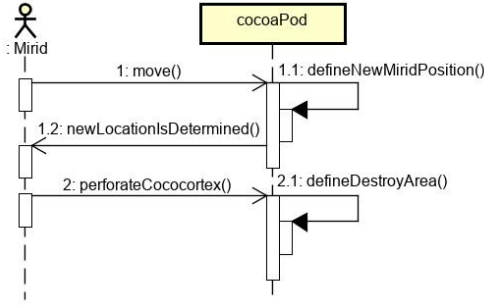 cocoaPod
: Mirid
1: move()
1.1: defineNewMiridPosition()
1.2: newLocationIsDetermined()
2: perforateCococortex()
2.1: defineDestroyArea()